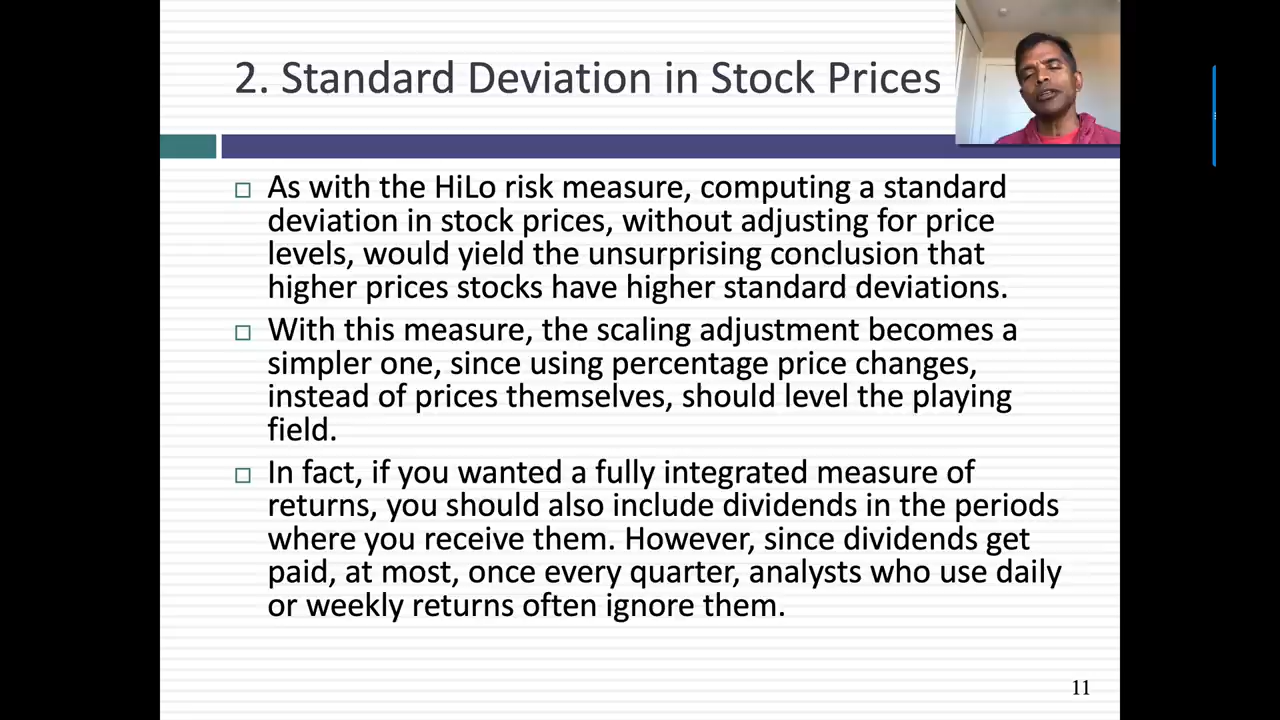 2. Standard Deviation in Stock Prices
As with the HiLo risk measure, computing a standard
deviation in stock prices, without adjusting for price
levels, would yield the unsurprising conclusion that
higher prices stocks have higher standard deviations.
With this measure, the scaling adjustment becomes a
simpler one, since using percentage price changes,
instead of prices themselves, should level the playing
field.
In fact, if you wanted a fully integrated measure of
returns, you should also include dividends in the periods
where you receive them. However, since dividends get
paid, at most, once every quarter, analysts who use daily
or weekly returns often ignore them.
11